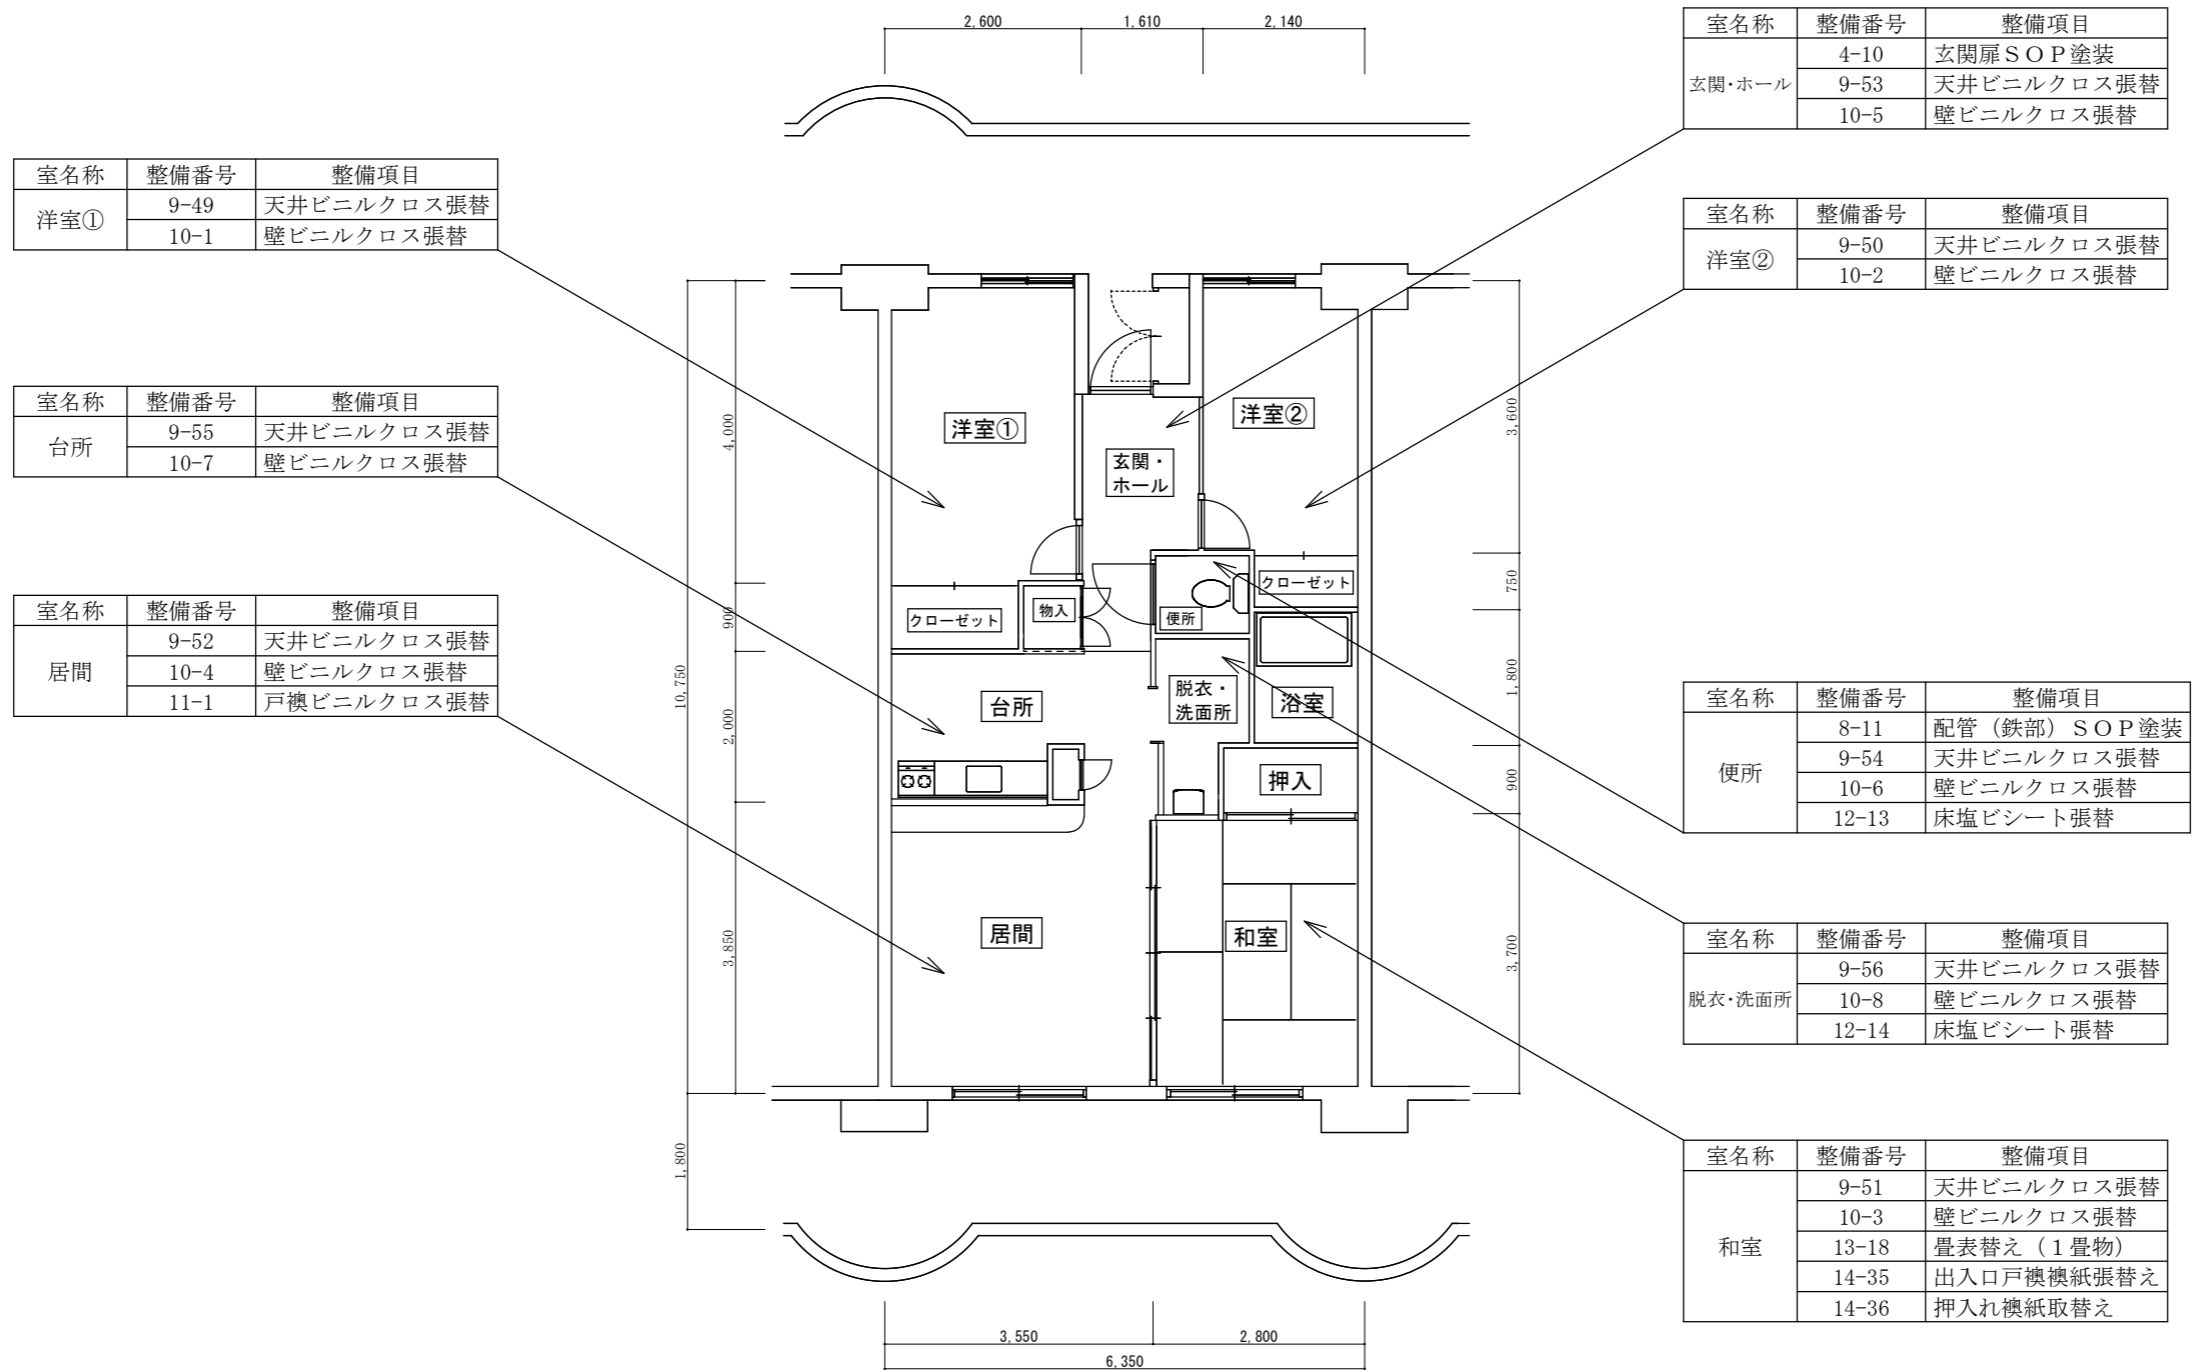 2,600
1,610
2,140
室名称 整備番号 整備項目
玄関・ホール
4-10 玄関扉ＳＯＰ塗装
9-53 天井ビニルクロス張替
10-5 壁ビニルクロス張替
室名称 整備番号 整備項目
洋室①
9-49 天井ビニルクロス張替
10-1 壁ビニルクロス張替
室名称 整備番号 整備項目
洋室②
9-50 天井ビニルクロス張替
10-2 壁ビニルクロス張替
室名称 整備番号 整備項目
台所
9-55 天井ビニルクロス張替
10-7 壁ビニルクロス張替
室名称 整備番号 整備項目
居間
9-52 天井ビニルクロス張替
10-4 壁ビニルクロス張替
11-1 戸襖ビニルクロス張替
10,750
1,800
4,000
900
2,000
3,850
洋室①
玄関・
ホール
洋室②
クローゼット
物入
便所
クローゼット
台所
脱衣・
洗面所
浴室
押入
居間
和室
3,600
750
1,800
900
3,700
室名称 整備番号 整備項目
便所
8-11 配管（鉄部）ＳＯＰ塗装
9-54 天井ビニルクロス張替
10-6 壁ビニルクロス張替
12-13 床塩ビシート張替
室名称 整備番号 整備項目
脱衣・洗面所
9-56 天井ビニルクロス張替
10-8 壁ビニルクロス張替
12-14 床塩ビシート張替
室名称 整備番号 整備項目
和室
9-51 天井ビニルクロス張替
10-3 壁ビニルクロス張替
13-18 畳表替え（１畳物）
14-35 出入口戸襖襖紙張替え
14-36 押入れ襖紙取替え
3,550
2,800
6,350